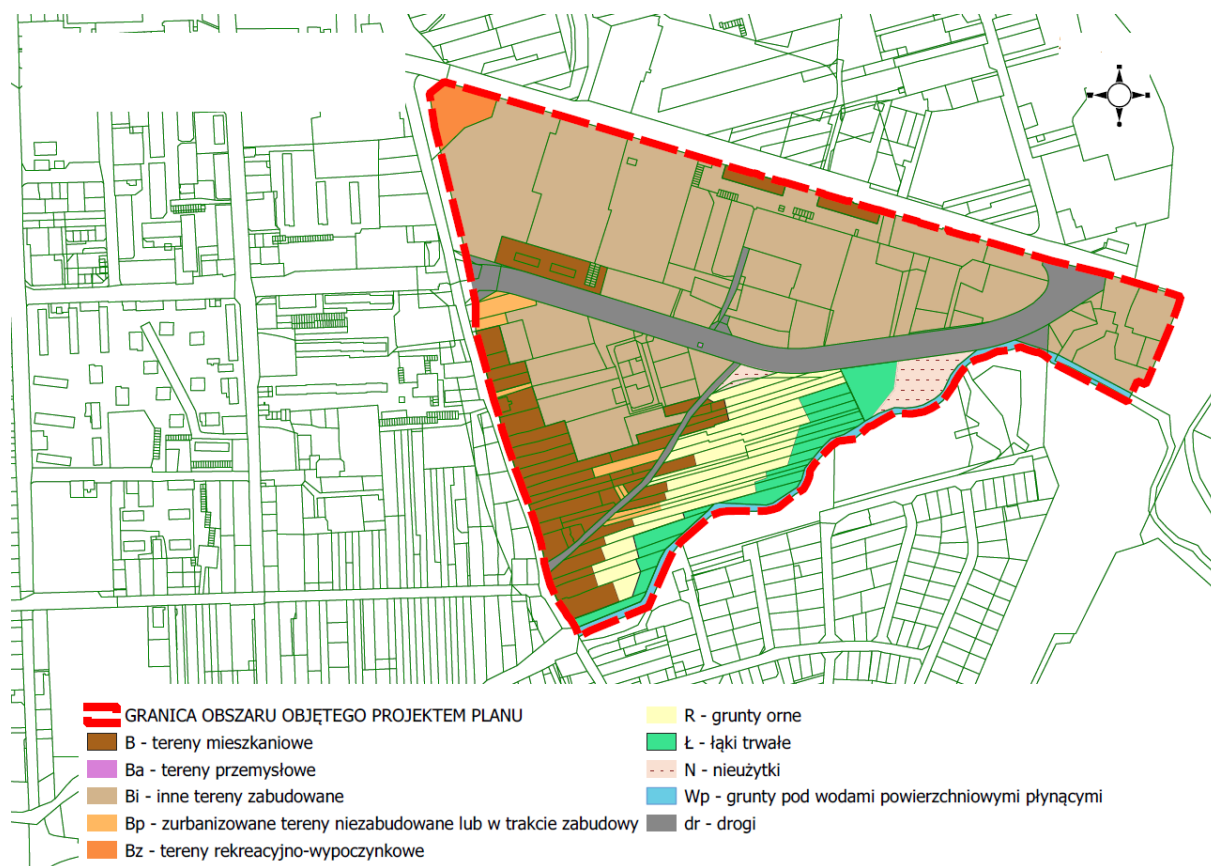 GRANICA OBSZARU OBJĘTEGO PROJEKTEM PLANU
B - tereny mieszkaniowe
Ba - tereny przemysłowe
Bi - inne tereny zabudowane
Bp - zurbanizowane tereny niezabudowane lub w trakcie zabudowy
Bz - tereny rekreacyjno-wypoczynkowe
R - grunty orne
Ł - łąki trwałe
N - nieużytki
Wp - grunty pod wodami powierzchniowymi płynącymi
dr - drogi